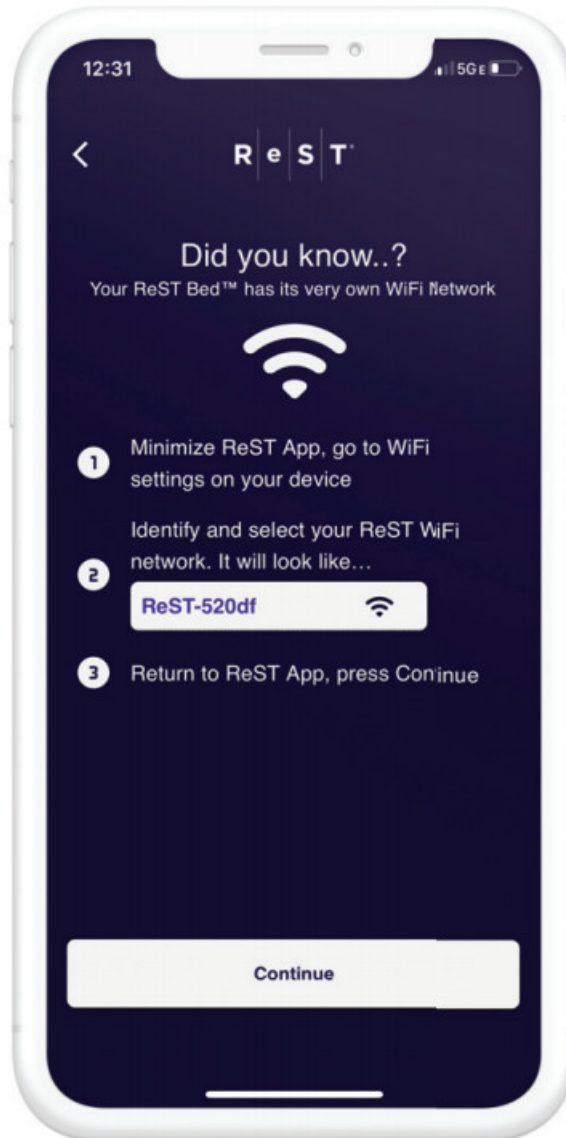 12:31
5GE
R|e|S|T
Did you know..?
Your ReST Bed™ has its very own WiFi Network
1
Minimize ReST App, go to WiFi
settings on your device
2
Identify and select your ReST WiFi
network. It will look like...
ReST-520df
3
Return to ReST App, press Continue
Continue